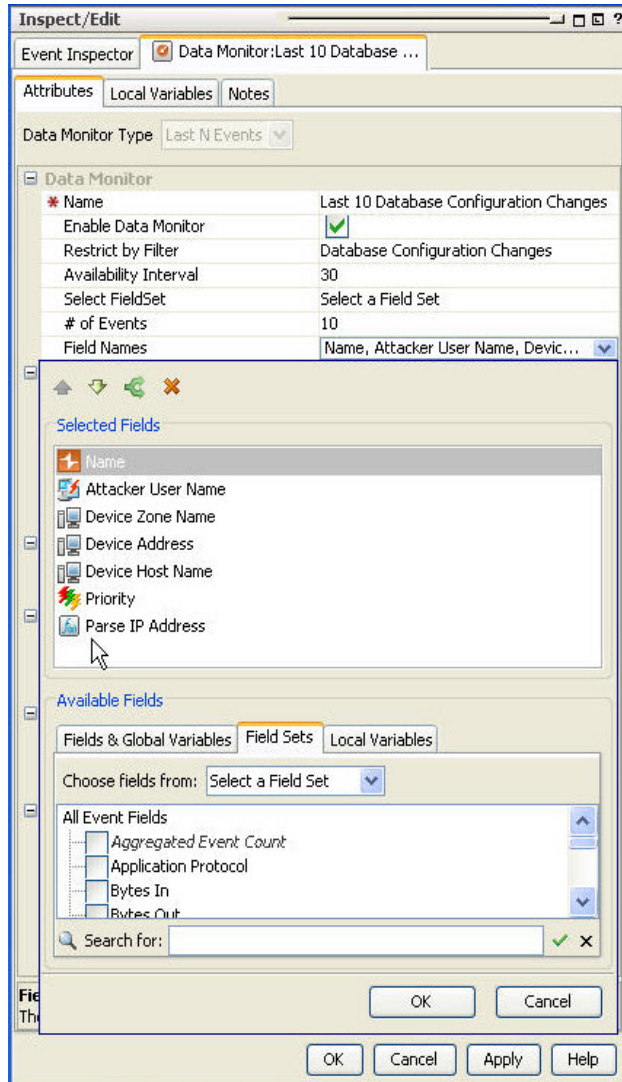 Inspect/Edit
?
Event Inspector
Data Monitor:Last 10 Database ...
Attributes
Local Variables
Notes
Data Monitor Type Last N Events
Data Monitor
* Name Last 10 Database Configuration Changes
Enable Data Monitor
Restrict by Filter Database Configuration Changes
Availability Interval 30
Select FieldSet Select a Field Set
# of Events 10
Field Names Name, Attacker User Name, Devic...
Selected Fields
Name
Attacker User Name
Device Zone Name
Device Address
Device Host Name
Priority
Parse IP Address
Available Fields
Fields & Global Variables
Field Sets
Local Variables
Choose fields from: Select a Field Set
All Event Fields
Aggregated Event Count
Application Protocol
Bytes In
Bytes Out
Search for:
OK Cancel
Fie
The
OK Cancel Apply Help